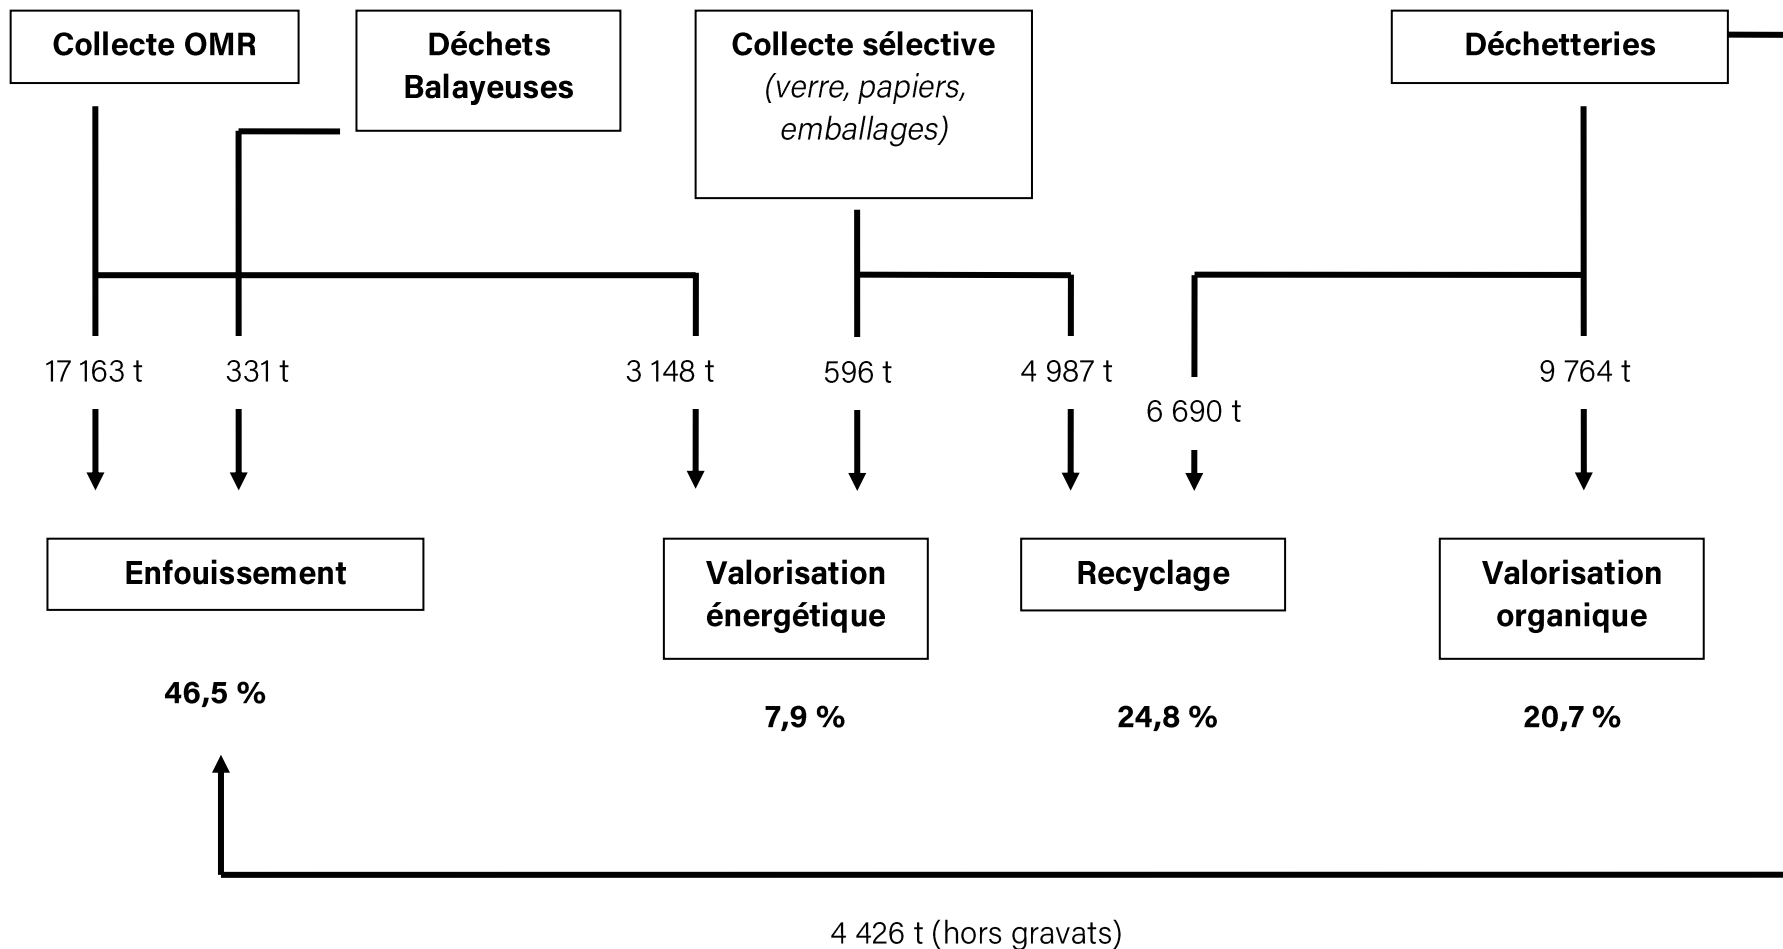 Collecte OMR
Déchets
Balayeuses
Collecte sélective
(verre, papiers,
emballages)
Déchetteries
17 163 t
331 t
3 148 t
596 t
4 987 t
6 690 t
9 764 t
Enfouissement
Valorisation
énergétique
Recyclage
Valorisation
organique
46,5 %
7,9 %
24,8 %
20,7 %
4 426 t (hors gravats)